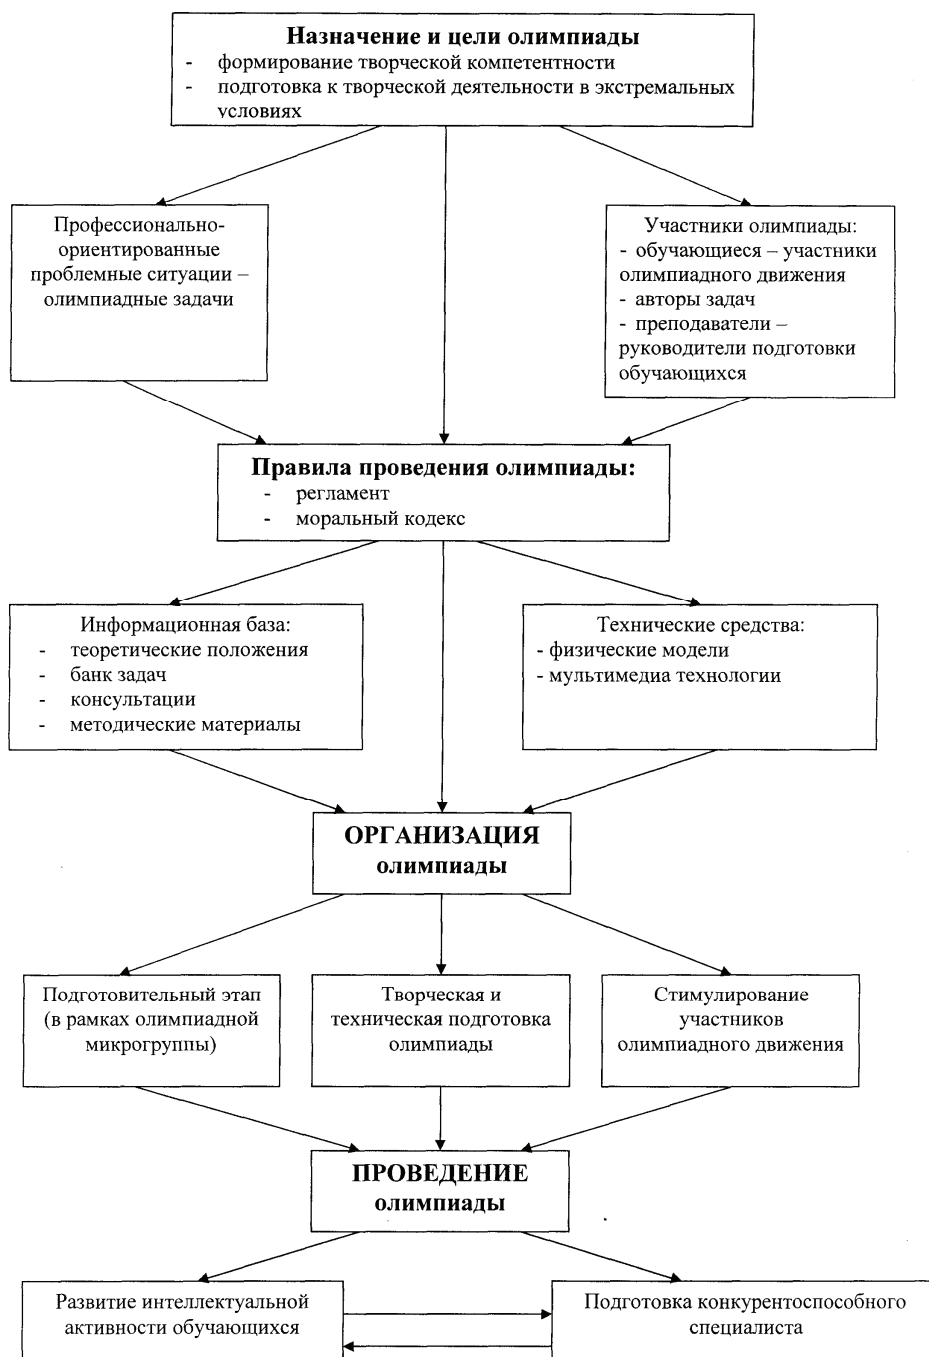 Назначение и цели олимпиады
- формирование творческой компетентности
- подготовка к творческой деятельности в экстремальных
условиях
Профессионально-
ориентированные
проблемные ситуации –
олимпиадные задачи
Участники олимпиады:
- обучающиеся – участники
олимпиадного движения
- авторы задач
- преподаватели –
руководители подготовки
обучающихся
Правила проведения олимпиады:
- регламент
- моральный кодекс
Информационная база:
- теоретические положения
- банк задач
- консультации
- методические материалы
Технические средства:
- физические модели
- мультимедиа технологии
ОРГАНИЗАЦИЯ
олимпиады
Подготовительный этап
(в рамках олимпиадной
микрогруппы)
Творческая и
техническая подготовка
олимпиады
Стимулирование
участников
олимпиадного движения
ПРОВЕДЕНИЕ
олимпиады
Развитие интеллектуальной
активности обучающихся
Подготовка конкурентоспособного
специалиста